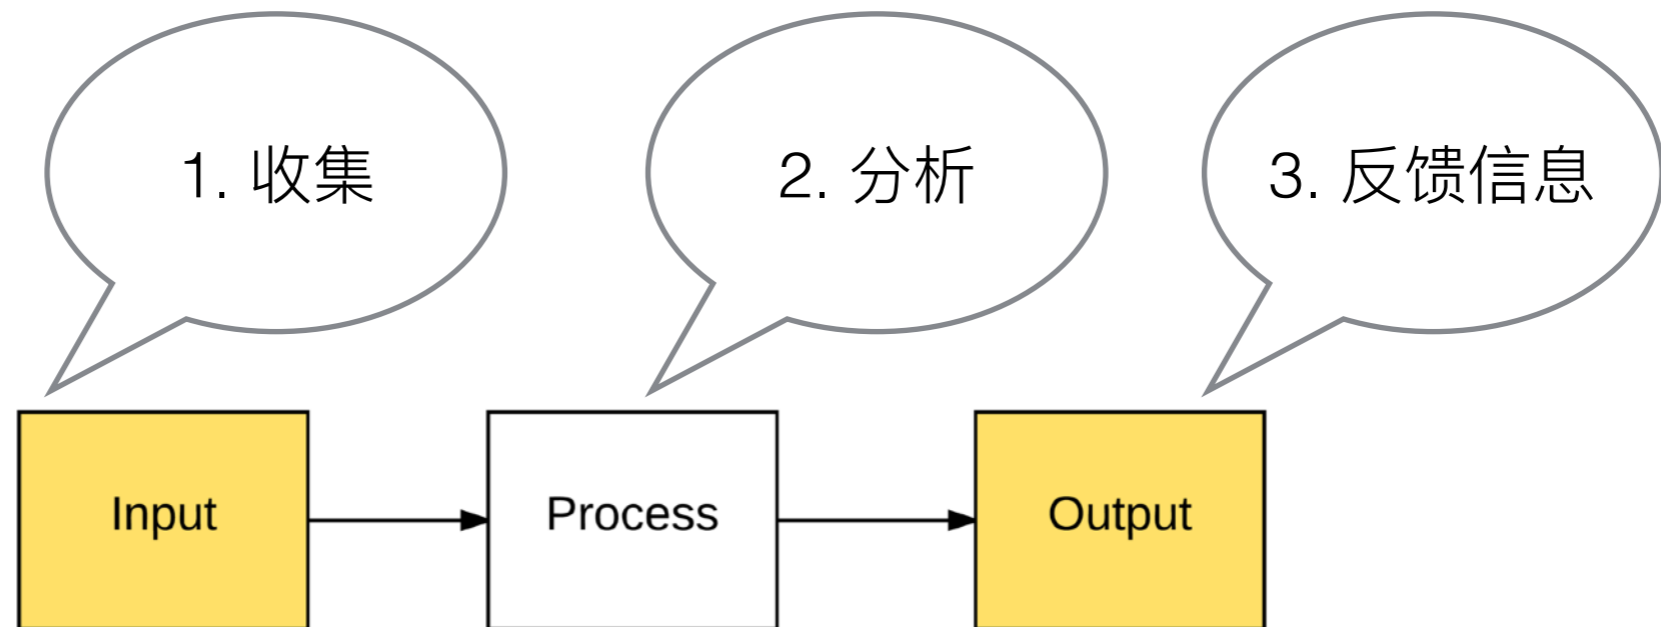 1. 收集
2. 分析
3. 反馈信息
Input
Process
Output